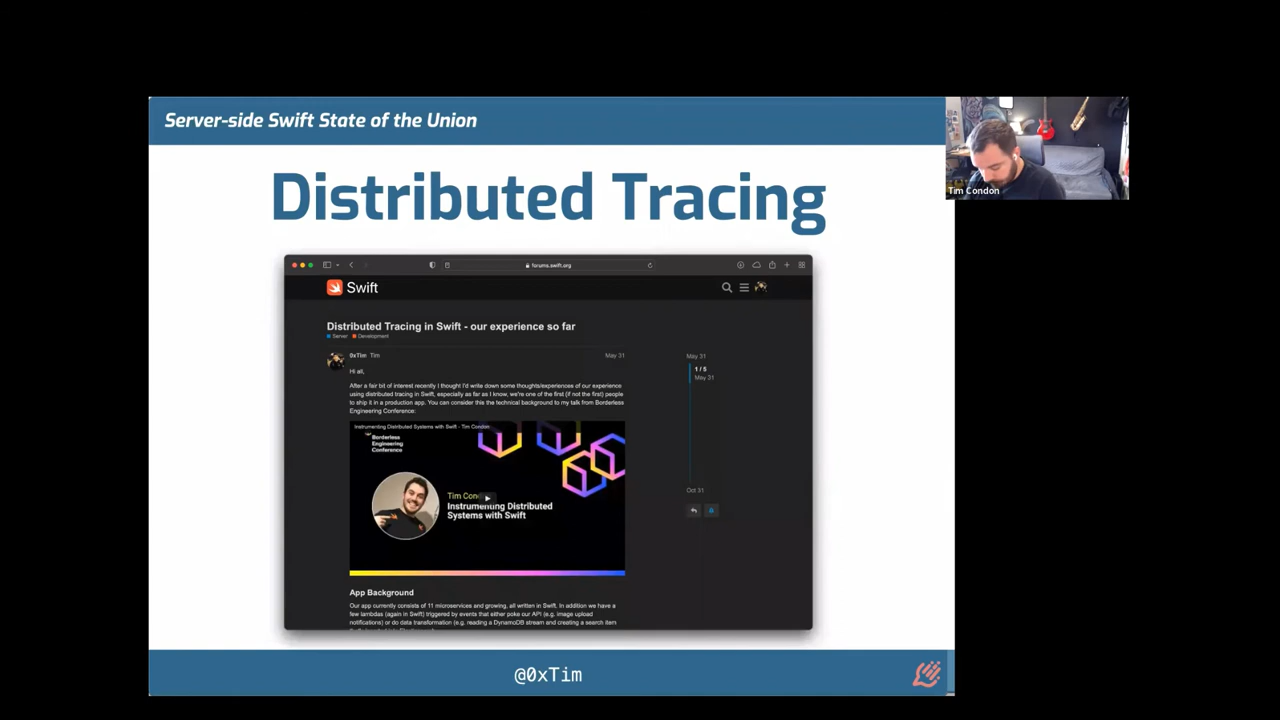 Server-side Swift State of the Union
Tim Condon
Distributed Tracing
forums.swift.org
Swift
Distributed Tracing in Swift - our experience so far
Server Development
0xTim Tim
May 31
Hi all,
After a fair bit of interest recently I thought I'd write down some thoughts/experiences of our experience
using distributed tracing in Swift, especially as far as I know, we're one of the first (if not the first) people
to ship it in a production app. You can consider this the technical background to my talk from Borderless
Engineering Conference:
May 31
1 / 5
May 31
Oct 31
Instrumenting Distributed Systems with Swift - Tim Condon
Borderless
Engineering
Conference
Tim Con
Instrumenting Distributed
Systems with Swift
App Background
Our app currently consists of 11 microservices and growing, all written in Swift. In addition we have a
few lambdas (again in Swift) triggered by events that either poke our API (e.g. image upload
notifications) or do data transformation (e.g. reading a DynamoDB stream and creating a search item
@0xTim